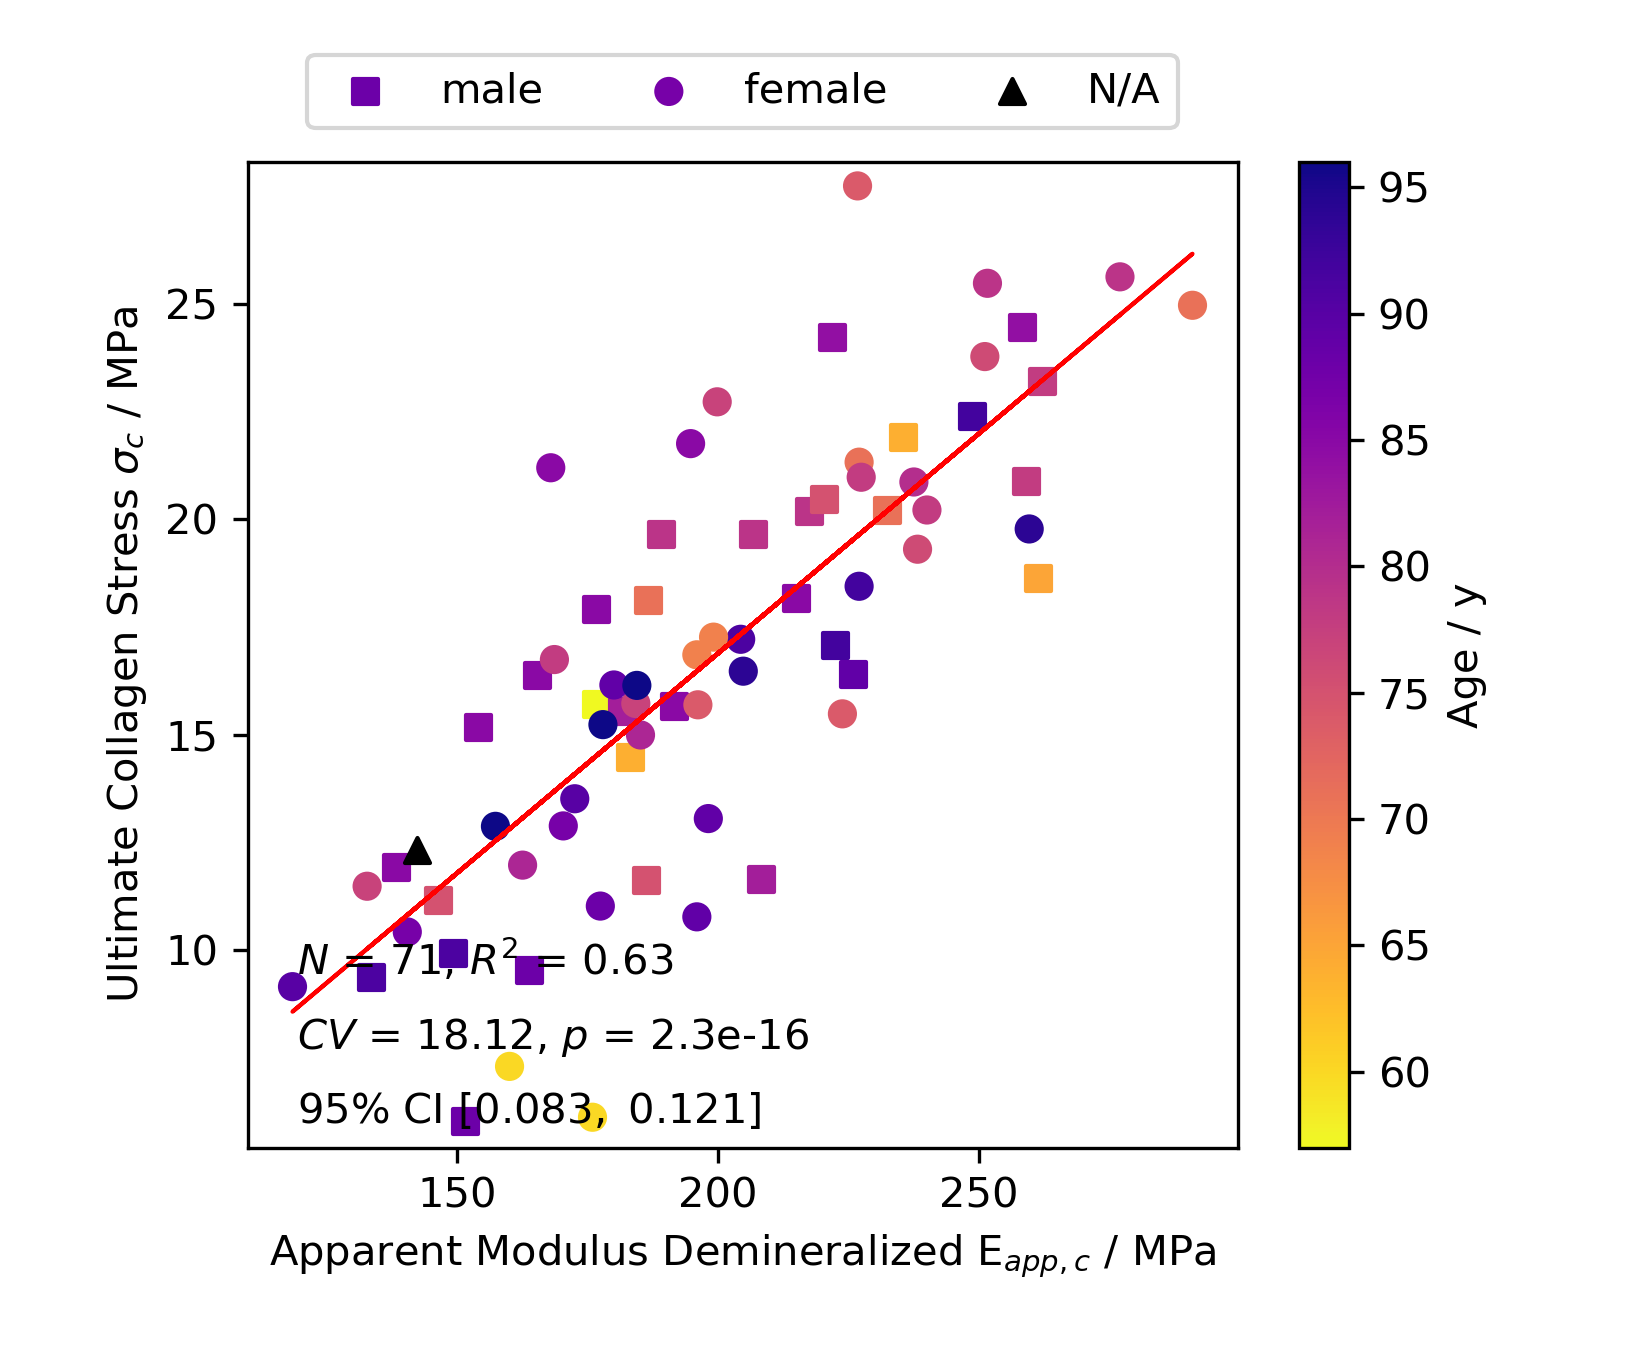 male female N/A
Ultimate Collagen Stress σc / MPa
25
20
15
10
N = 71, R² = 0.63
CV = 18.12, p = 2.3e-16
95% CI [0.083, 0.121]
150 200 250
Apparent Modulus Demineralized Eapp, c / MPa
95
90
85
80
75
70
65
60
Age / y